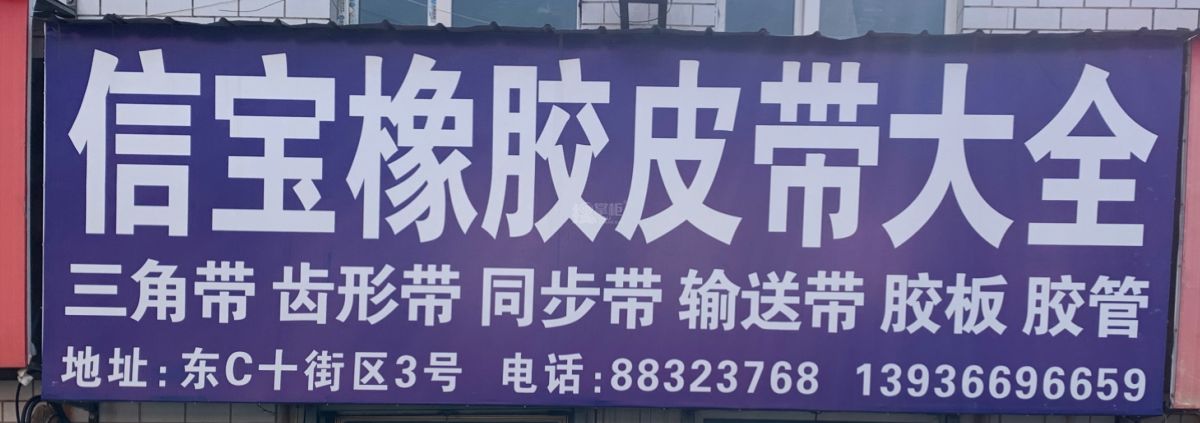 信宝橡胶皮带大全
三角带 齿形带 同步带 输送带 胶板 胶管
地址:东C十街区3号 电话:88323768 13936696659